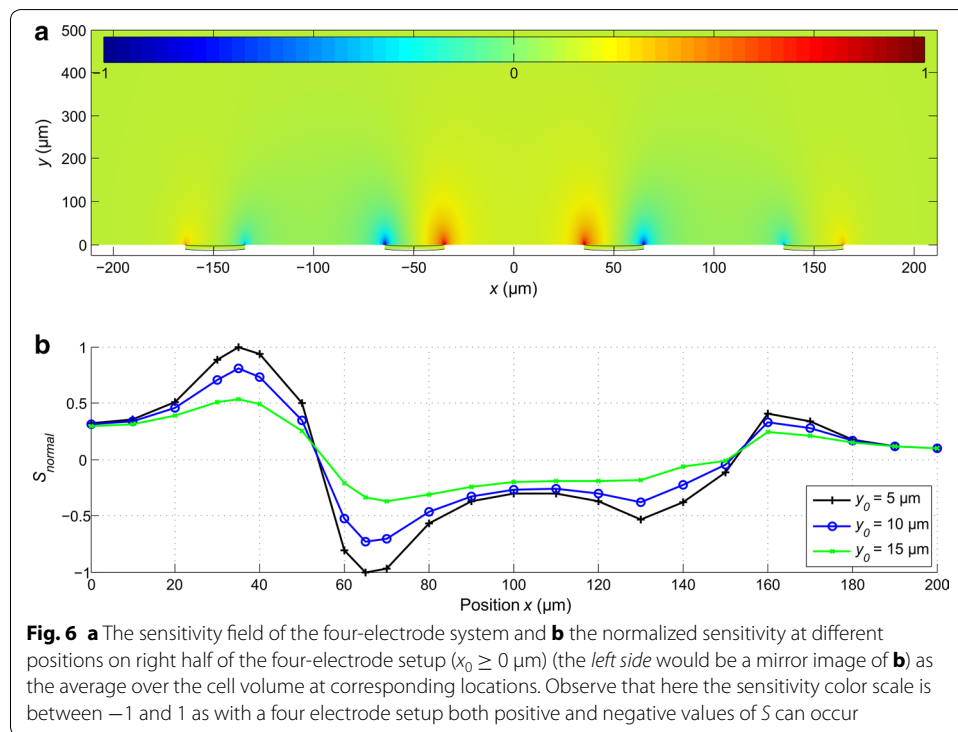 a
500
400
300
200
100
0
y (μm)
−1
0
1
−200
−150
−100
−50
0
50
100
150
200
x (μm)
b
1
0.5
0
−0.5
−1
S_normal
y_0 = 5 μm
y_0 = 10 μm
y_0 = 15 μm
0
20
40
60
80
100
120
140
160
180
200
Position x (μm)
Fig. 6 a The sensitivity field of the four-electrode system and b the normalized sensitivity at different
positions on right half of the four-electrode setup (x₀ ≥ 0 μm) (the left side would be a mirror image of b) as
the average over the cell volume at corresponding locations. Observe that here the sensitivity color scale is
between −1 and 1 as with a four electrode setup both positive and negative values of S can occur